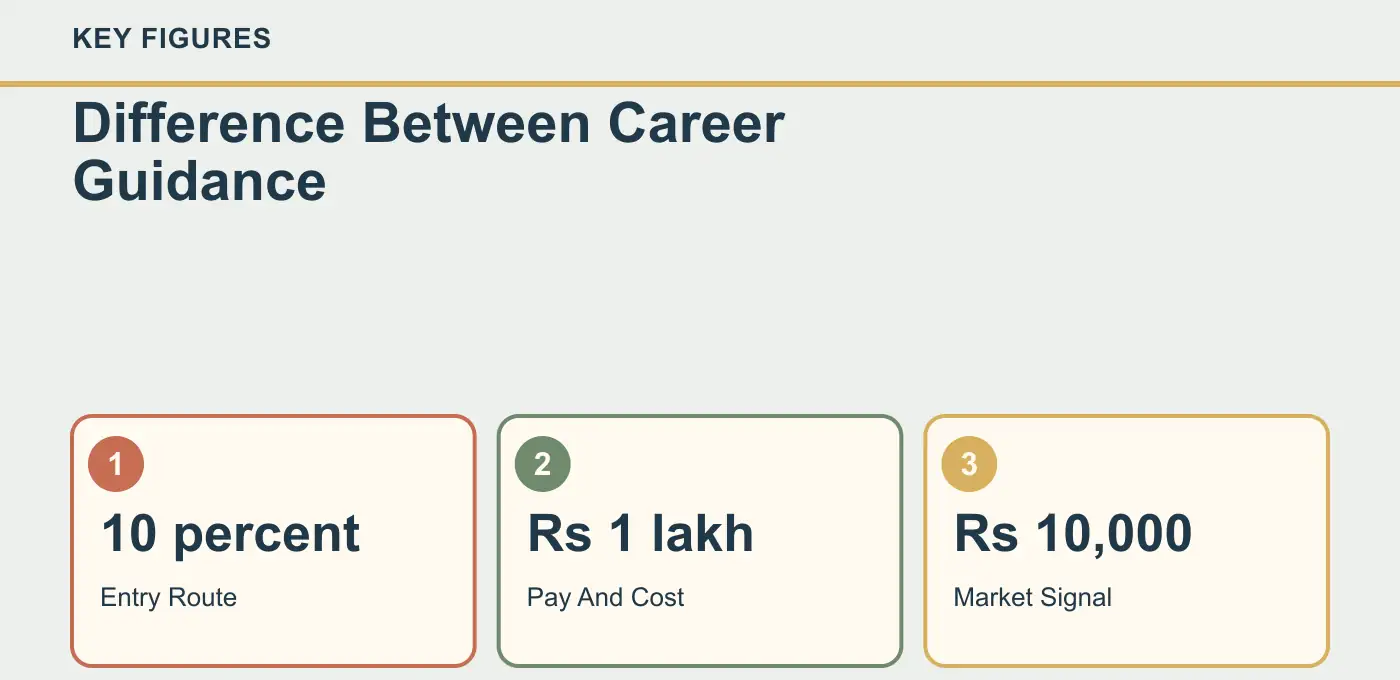 KEY FIGURES
Difference Between Career
Guidance
1
10 percent
Entry Route
2
Rs 1 lakh
Pay And Cost
3
Rs 10,000
Market Signal